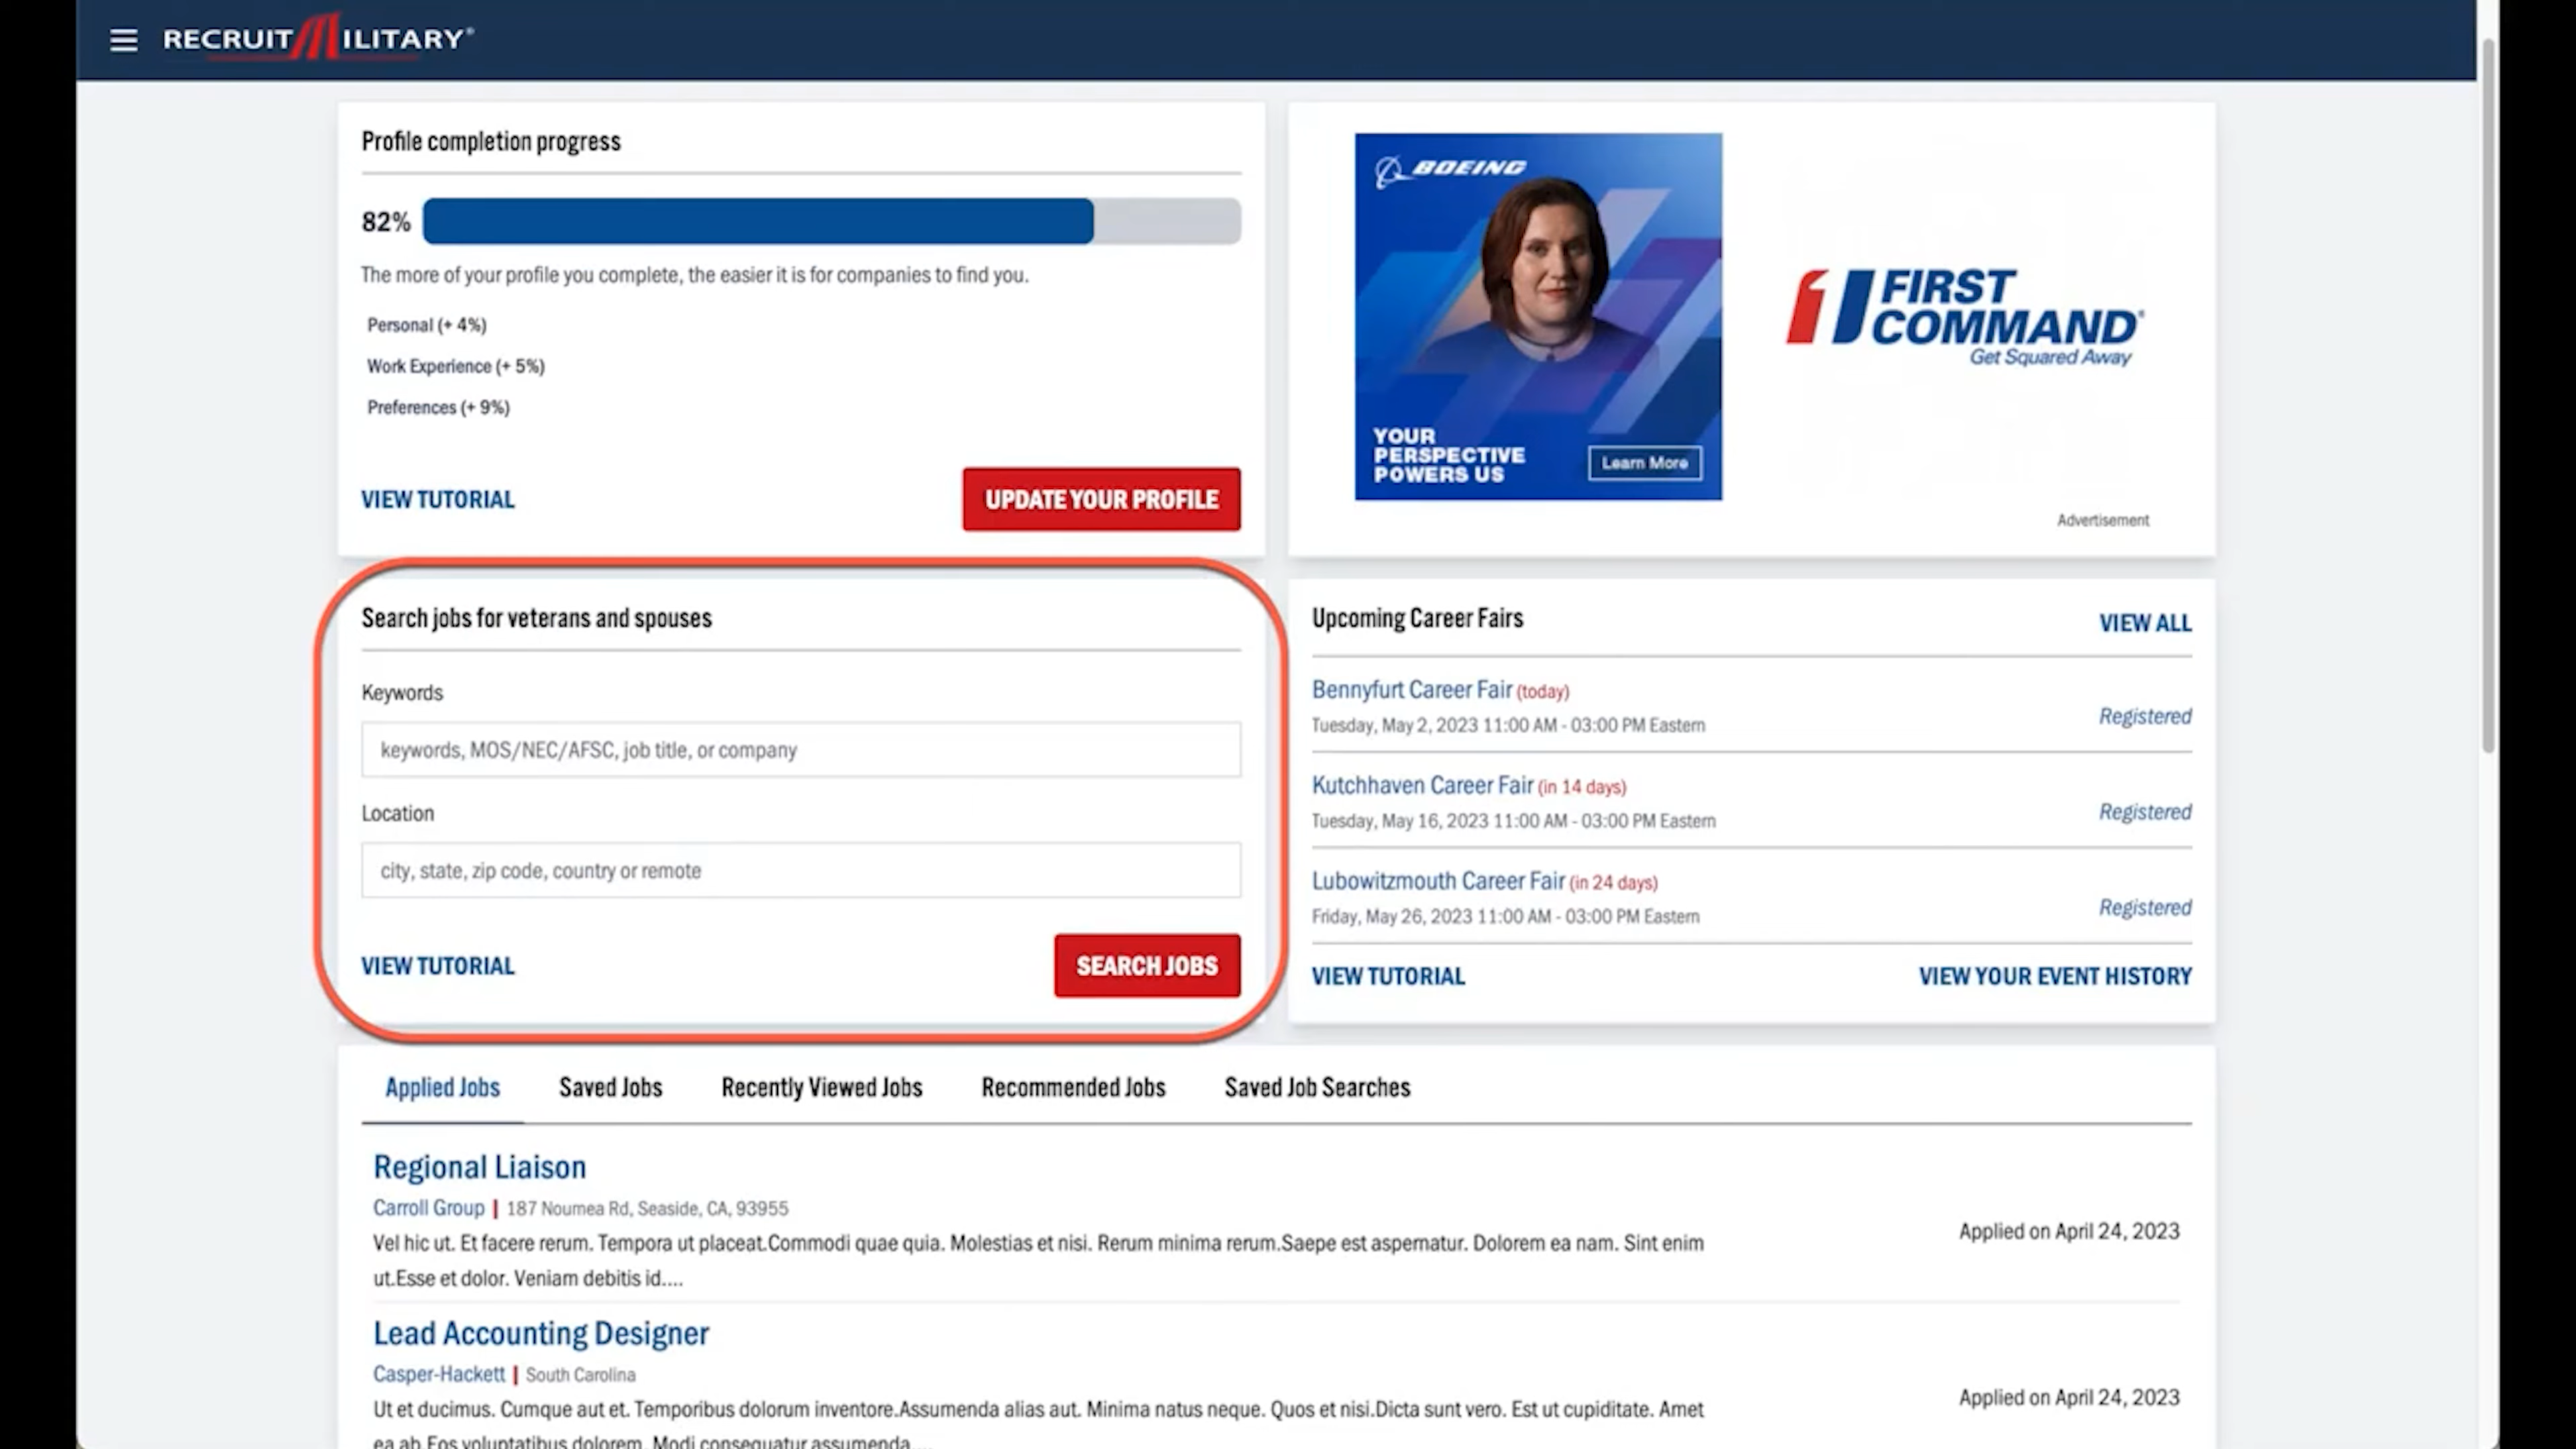 RECRUITMILITARY®
Profile completion progress
82%
The more of your profile you complete, the easier it is for companies to find you.
Personal (+ 4%)
Work Experience (+ 5%)
Preferences (+ 9%)
VIEW TUTORIAL
UPDATE YOUR PROFILE
BOEING
YOUR
PERSPECTIVE
POWERS US
Learn More
FIRST
COMMAND®
Get Squared Away
Advertisement
Search jobs for veterans and spouses
Keywords
keywords, MOS/NEC/AFSC, job title, or company
Location
city, state, zip code, country or remote
VIEW TUTORIAL
SEARCH JOBS
Upcoming Career Fairs
VIEW ALL
Bennyfurt Career Fair (today)
Tuesday, May 2, 2023 11:00 AM - 03:00 PM Eastern
Registered
Kutchhaven Career Fair (in 14 days)
Tuesday, May 16, 2023 11:00 AM - 03:00 PM Eastern
Registered
Lubowitzmouth Career Fair (in 24 days)
Friday, May 26, 2023 11:00 AM - 03:00 PM Eastern
Registered
VIEW TUTORIAL
VIEW YOUR EVENT HISTORY
Applied Jobs Saved Jobs Recently Viewed Jobs Recommended Jobs Saved Job Searches
Regional Liaison
Carroll Group | 187 Noumea Rd, Seaside, CA, 93955
Vel hic ut. Et facere rerum. Tempora ut placeat.Commodi quae quia. Molestias et nisi. Rerum minima rerum.Saepe est aspernatur. Dolorem ea nam. Sint enim
ut.Esse et dolor. Veniam debitis id....
Applied on April 24, 2023
Lead Accounting Designer
Casper-Hackett | South Carolina
Ut et ducimus. Cumque aut et. Temporibus dolorum inventore.Assumenda alias aut. Minima natus neque. Quos et nisi.Dicta sunt vero. Est ut cupiditate. Amet
ea ab.Eos voluptatibus dolorem. Modi consequatur assumenda....
Applied on April 24, 2023